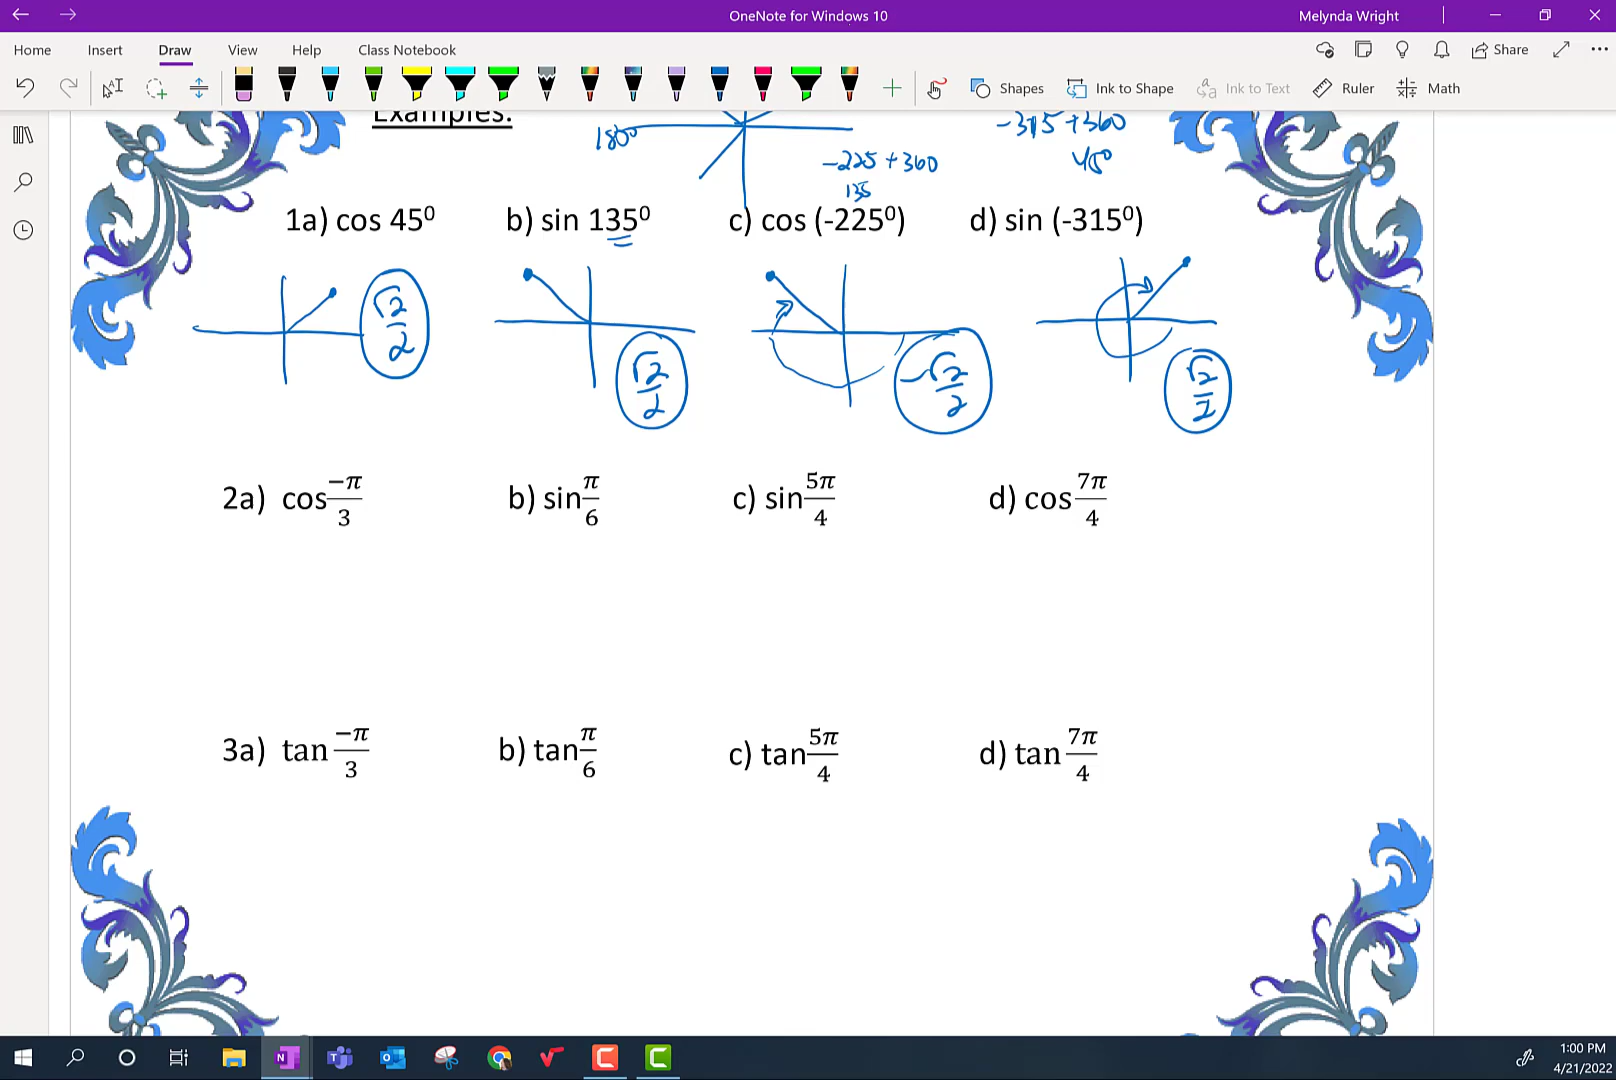 OneNote for Windows 10
Melynda Wright
Home Insert Draw View Help Class Notebook
Share
Shapes Ink to Shape Ink to Text Ruler Math
Examples:
180°
-315 +360
45°
-225 +360
135
1a) cos 45⁰ b) sin 135⁰ c) cos (-225⁰) d) sin (-315⁰)
√2/2 √2/2 -√2/2 √2/2
2a) cos −π/3 b) sin π/6 c) sin 5π/4 d) cos 7π/4
3a) tan −π/3 b) tan π/6 c) tan 5π/4 d) tan 7π/4
1:00 PM
4/21/2022